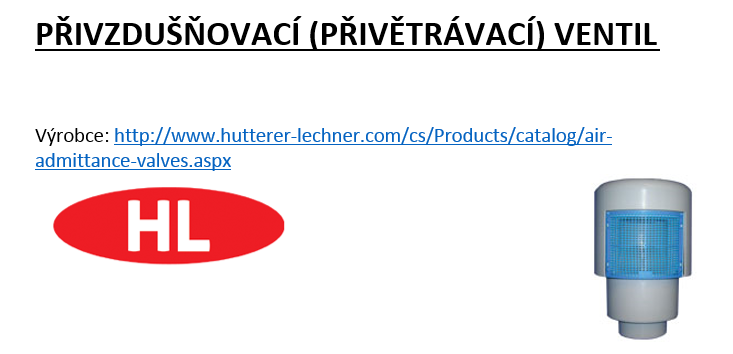 PŘIVZDUŠŇOVACÍ (PŘIVĚTRÁVACÍ) VENTIL
Výrobce: http://www.hutterer-lechner.com/cs/Products/catalog/air-
admittance-valves.aspx
HL